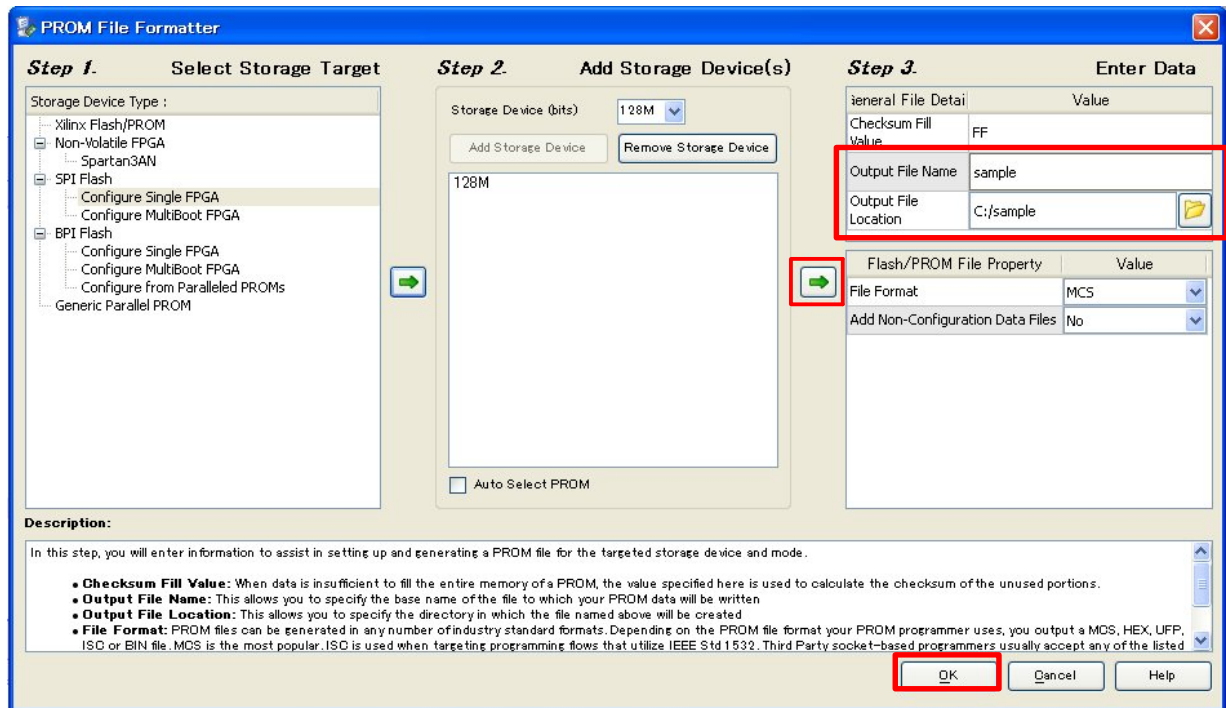 PROM File Formatter
Step 1. Select Storage Target
Storage Device Type :
Xilinx Flash/PROM
Non-Volatile FPGA
Spartan3AN
SPI Flash
Configure Single FPGA
Configure MultiBoot FPGA
BPI Flash
Configure Single FPGA
Configure MultiBoot FPGA
Configure from Paralleled PROMs
Generic Parallel PROM
Step 2. Add Storage Device(s)
Storage Device (bits) 128M
Add Storage Device Remove Storage Device
128M
Auto Select PROM
Step 3. Enter Data
General File Detai Value
Checksum Fill Value FF
Output File Name sample
Output File Location C:/sample
Flash/PROM File Property Value
File Format MCS
Add Non-Configuration Data Files No
Description:
In this step, you will enter information to assist in setting up and generating a PROM file for the targeted storage device and mode.
• Checksum Fill Value: When data is insufficient to fill the entire memory of a PROM, the value specified here is used to calculate the checksum of the unused portions.
• Output File Name: This allows you to specify the base name of the file to which your PROM data will be written
• Output File Location: This allows you to specify the directory in which the file named above will be created
• File Format: PROM files can be generated in any number of industry standard formats. Depending on the PROM file format your PROM programmer uses, you output a MCS, HEX, UFP,
ISC or BIN file. MCS is the most popular. ISC is used when targeting programming flows that utilize IEEE Std 1532. Third Party socket-based programmers usually accept any of the listed
OK Cancel Help